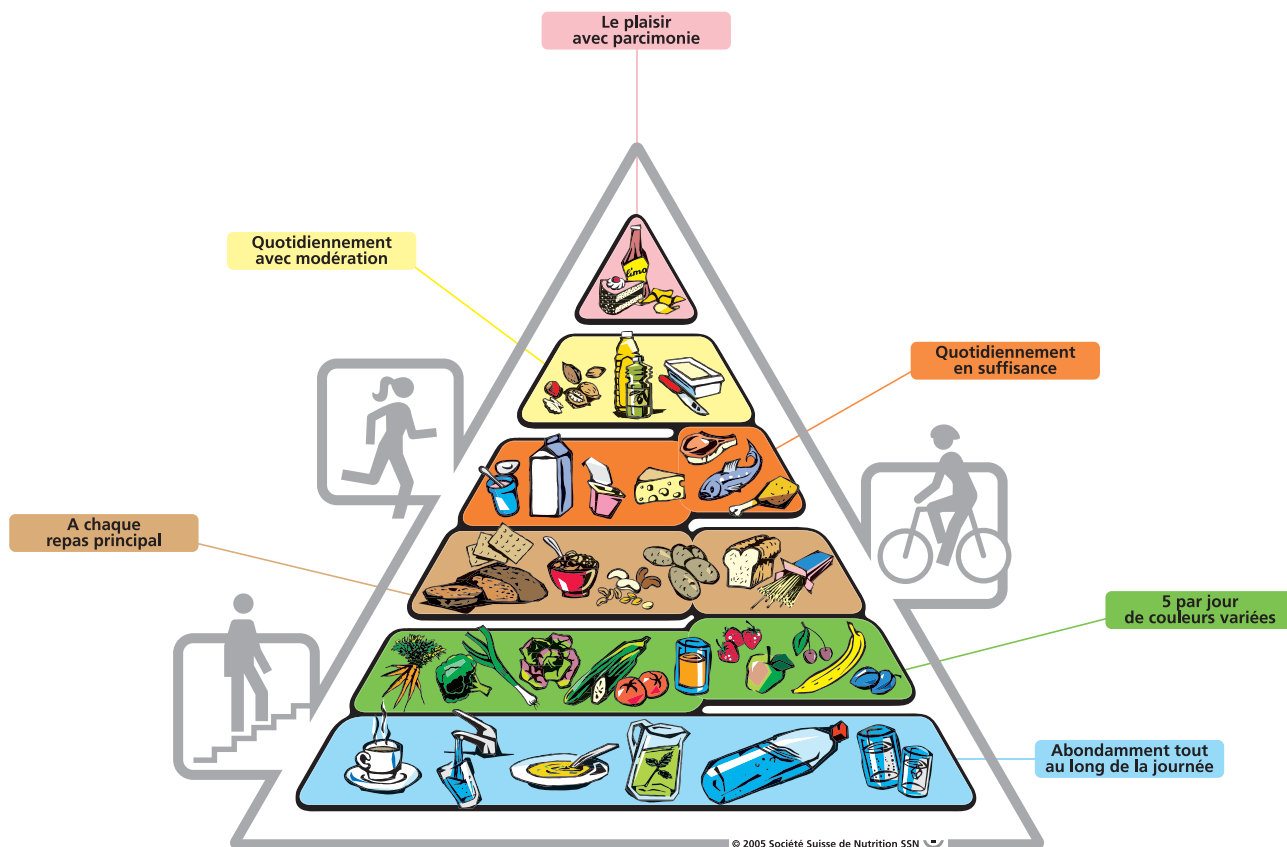 Le plaisir
avec parcimonie
Quotidiennement
avec modération
limo
Quotidiennement
en suffisance
A chaque
repas principal
5 par jour
de couleurs variées
Abondamment tout
au long de la journée
© 2005 Société Suisse de Nutrition SSN